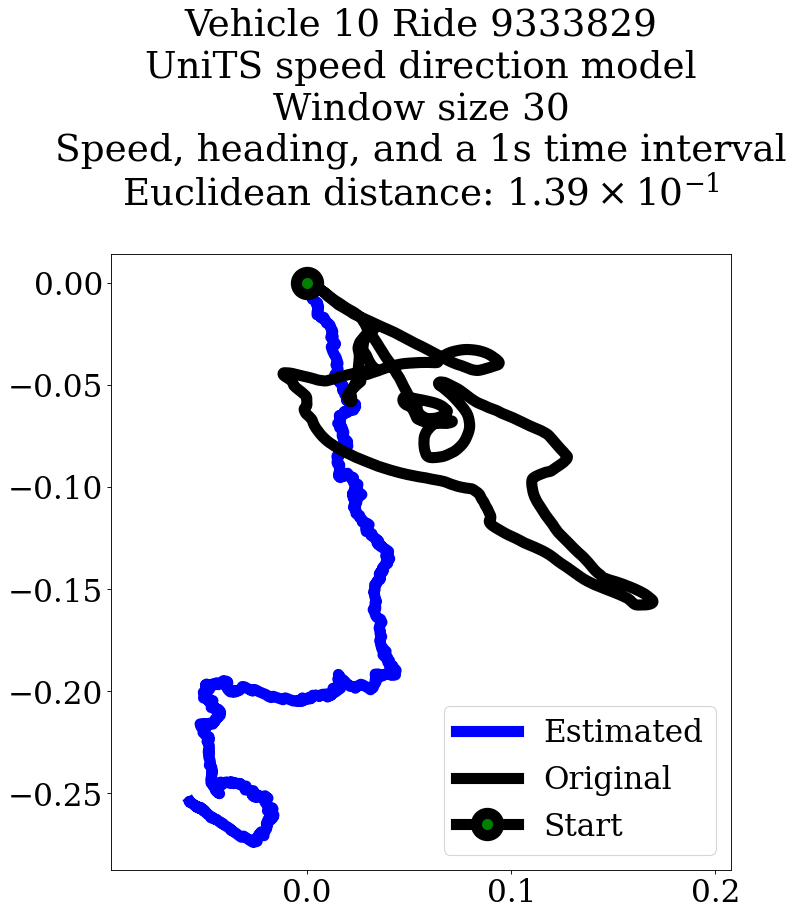 Vehicle 10 Ride 9333829
UniTS speed direction model
Window size 30
Speed, heading, and a 1s time interval
Euclidean distance: 1.39 × 10⁻¹
0.00
−0.05
−0.10
−0.15
−0.20
−0.25
Estimated
Original
Start
0.0 0.1 0.2